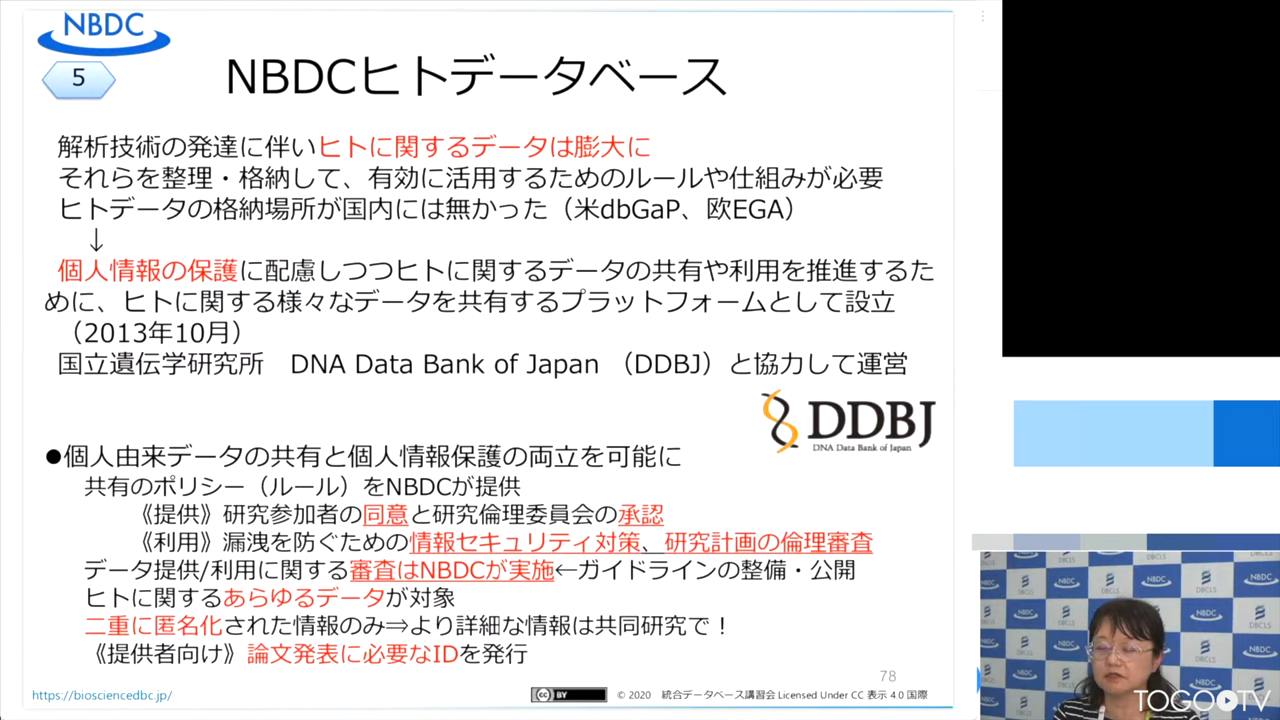 NBDC
5
NBDCヒトデータベース
解析技術の発達に伴いヒトに関するデータは膨大に
それらを整理・格納して、有効に活用するためのルールや仕組みが必要
ヒトデータの格納場所が国内には無かった（米dbGaP、欧EGA）
↓
個人情報の保護に配慮しつつヒトに関するデータの共有や利用を推進するた
めに、ヒトに関する様々なデータを共有するプラットフォームとして設立
（2013年10月）
国立遺伝学研究所　DNA Data Bank of Japan （DDBJ）と協力して運営
DDBJ
DNA Data Bank of Japan
●個人由来データの共有と個人情報保護の両立を可能に
共有のポリシー（ルール）をNBDCが提供
《提供》研究参加者の同意と研究倫理委員会の承認
《利用》漏洩を防ぐための情報セキュリティ対策、研究計画の倫理審査
データ提供/利用に関する審査はNBDCが実施←ガイドラインの整備・公開
ヒトに関するあらゆるデータが対象
二重に匿名化された情報のみ⇒より詳細な情報は共同研究で！
《提供者向け》論文発表に必要なIDを発行
78
https://biosciencedbc.jp/
cc BY
© 2020　統合データベース講習会 Licensed Under CC 表示 4.0 国際
NBDC
DBCLS
TOGO TV